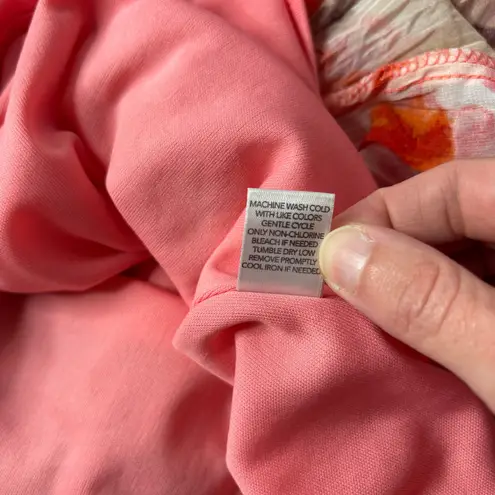 MACHINE WASH COLD
WITH LIKE COLORS
GENTLE CYCLE
ONLY NON-CHLORINE
BLEACH IF NEEDED
TUMBLE DRY LOW
REMOVE PROMPTLY
COOL IRON IF NEEDED